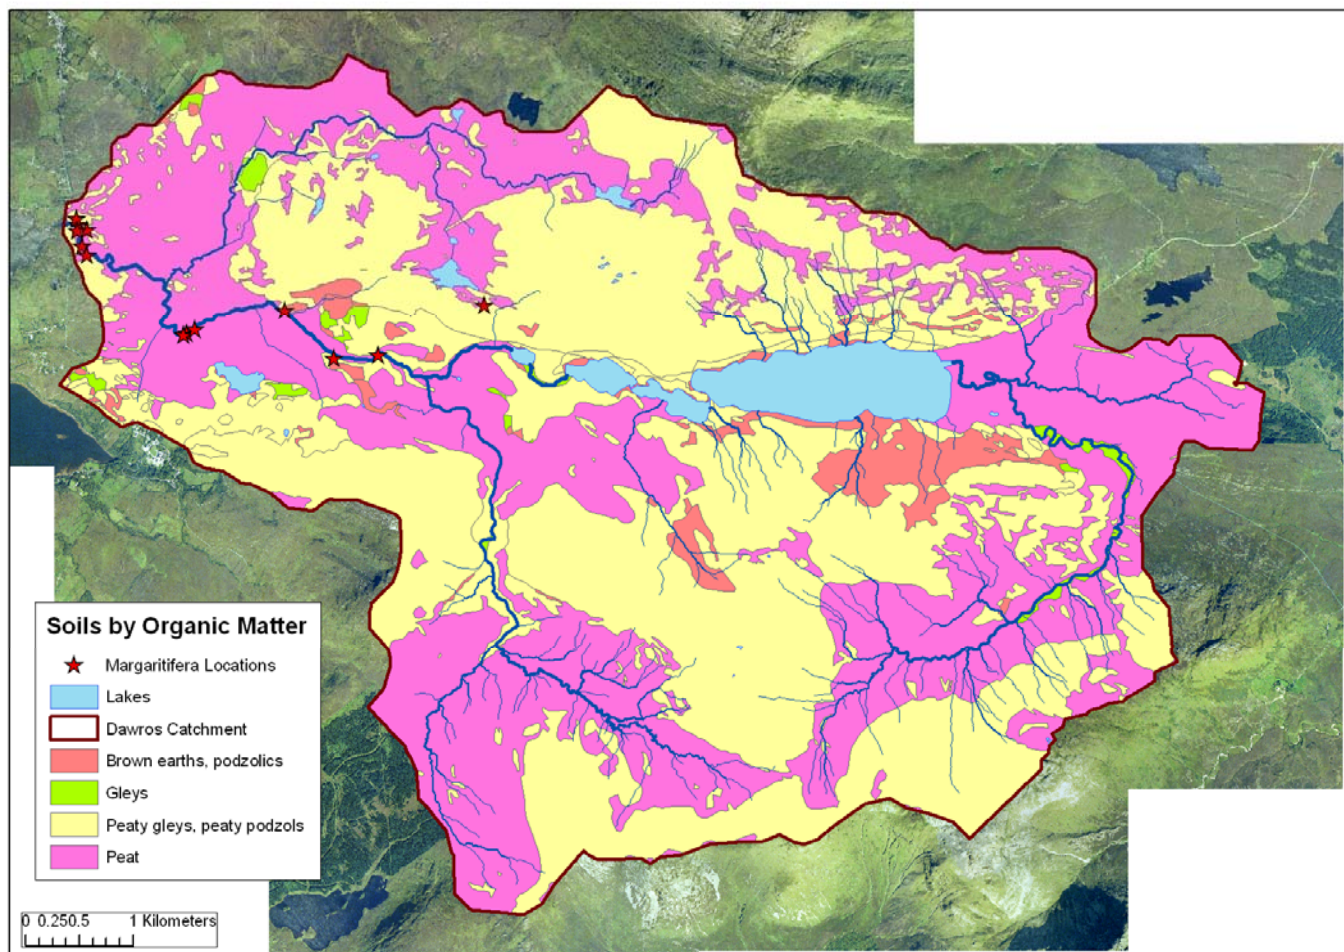 Soils by Organic Matter
Margaritifera Locations
Lakes
Dawros Catchment
Brown earths, podzolics
Gleys
Peaty gleys, peaty podzols
Peat
0 0.250.5 1 Kilometers